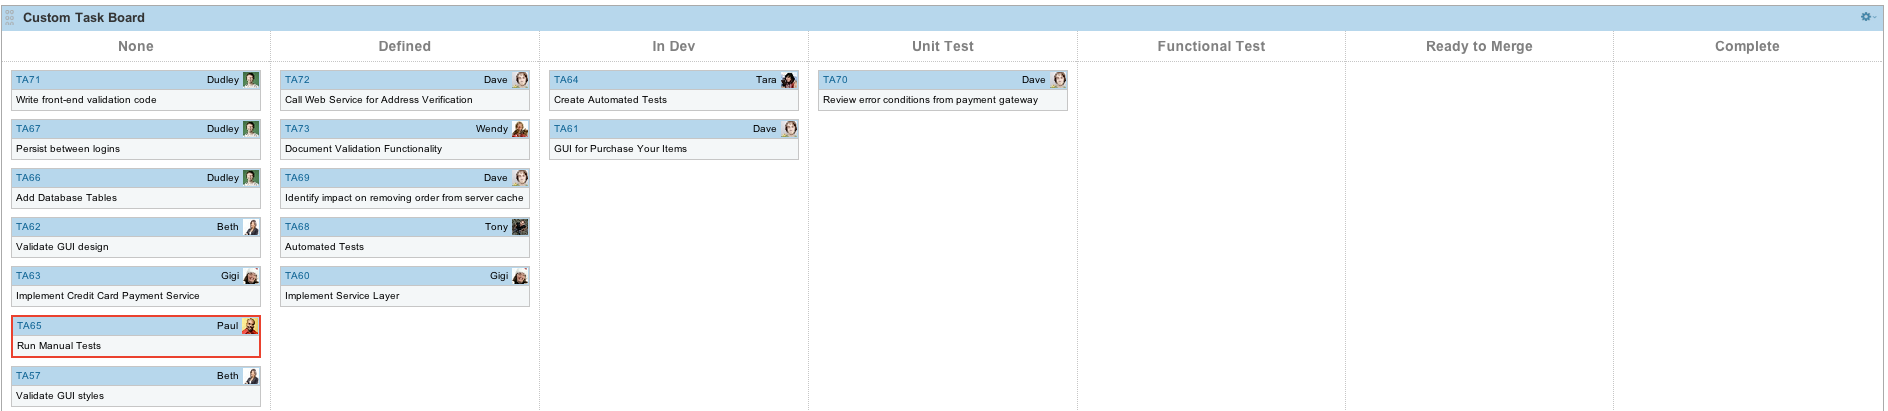 Custom Task Board
None
Defined
In Dev
Unit Test
Functional Test
Ready to Merge
Complete
TA71 Dudley
Write front-end validation code
TA67 Dudley
Persist between logins
TA66 Dudley
Add Database Tables
TA62 Beth
Validate GUI design
TA63 Gigi
Implement Credit Card Payment Service
TA65 Paul
Run Manual Tests
TA57 Beth
Validate GUI styles
TA72 Dave
Call Web Service for Address Verification
TA73 Wendy
Document Validation Functionality
TA69 Dave
Identify impact on removing order from server cache
TA68 Tony
Automated Tests
TA60 Gigi
Implement Service Layer
TA64 Tara
Create Automated Tests
TA61 Dave
GUI for Purchase Your Items
TA70 Dave
Review error conditions from payment gateway